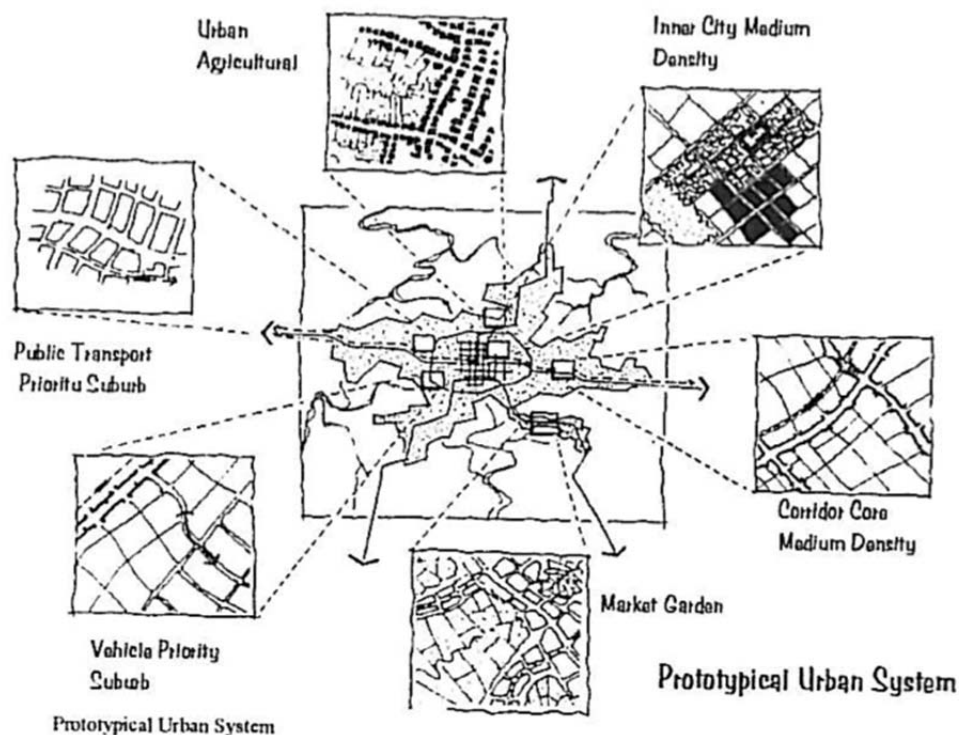 Urban
Agricultural
Inner City Medium
Density
Public Transport
Priority Suburb
Corridor Core
Medium Density
Market Garden
Vehicle Priority
Suburb
Prototypical Urban System
Prototypical Urban System